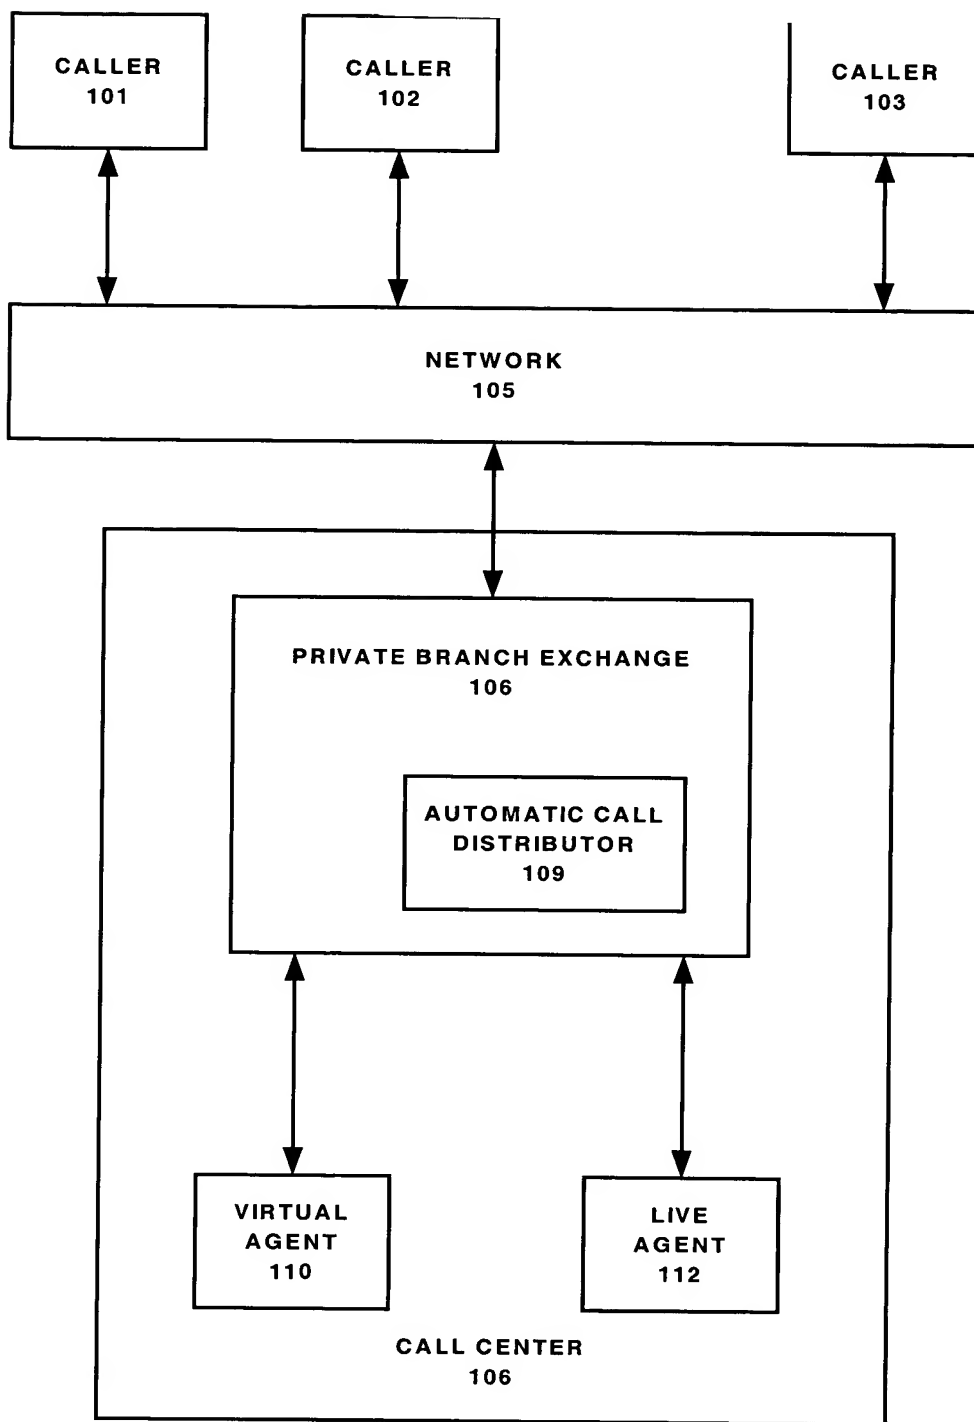 CALLER
101
CALLER
102
CALLER
103
NETWORK
105
PRIVATE BRANCH EXCHANGE
106
AUTOMATIC CALL
DISTRIBUTOR
109
VIRTUAL
AGENT
110
LIVE
AGENT
112
CALL CENTER
106